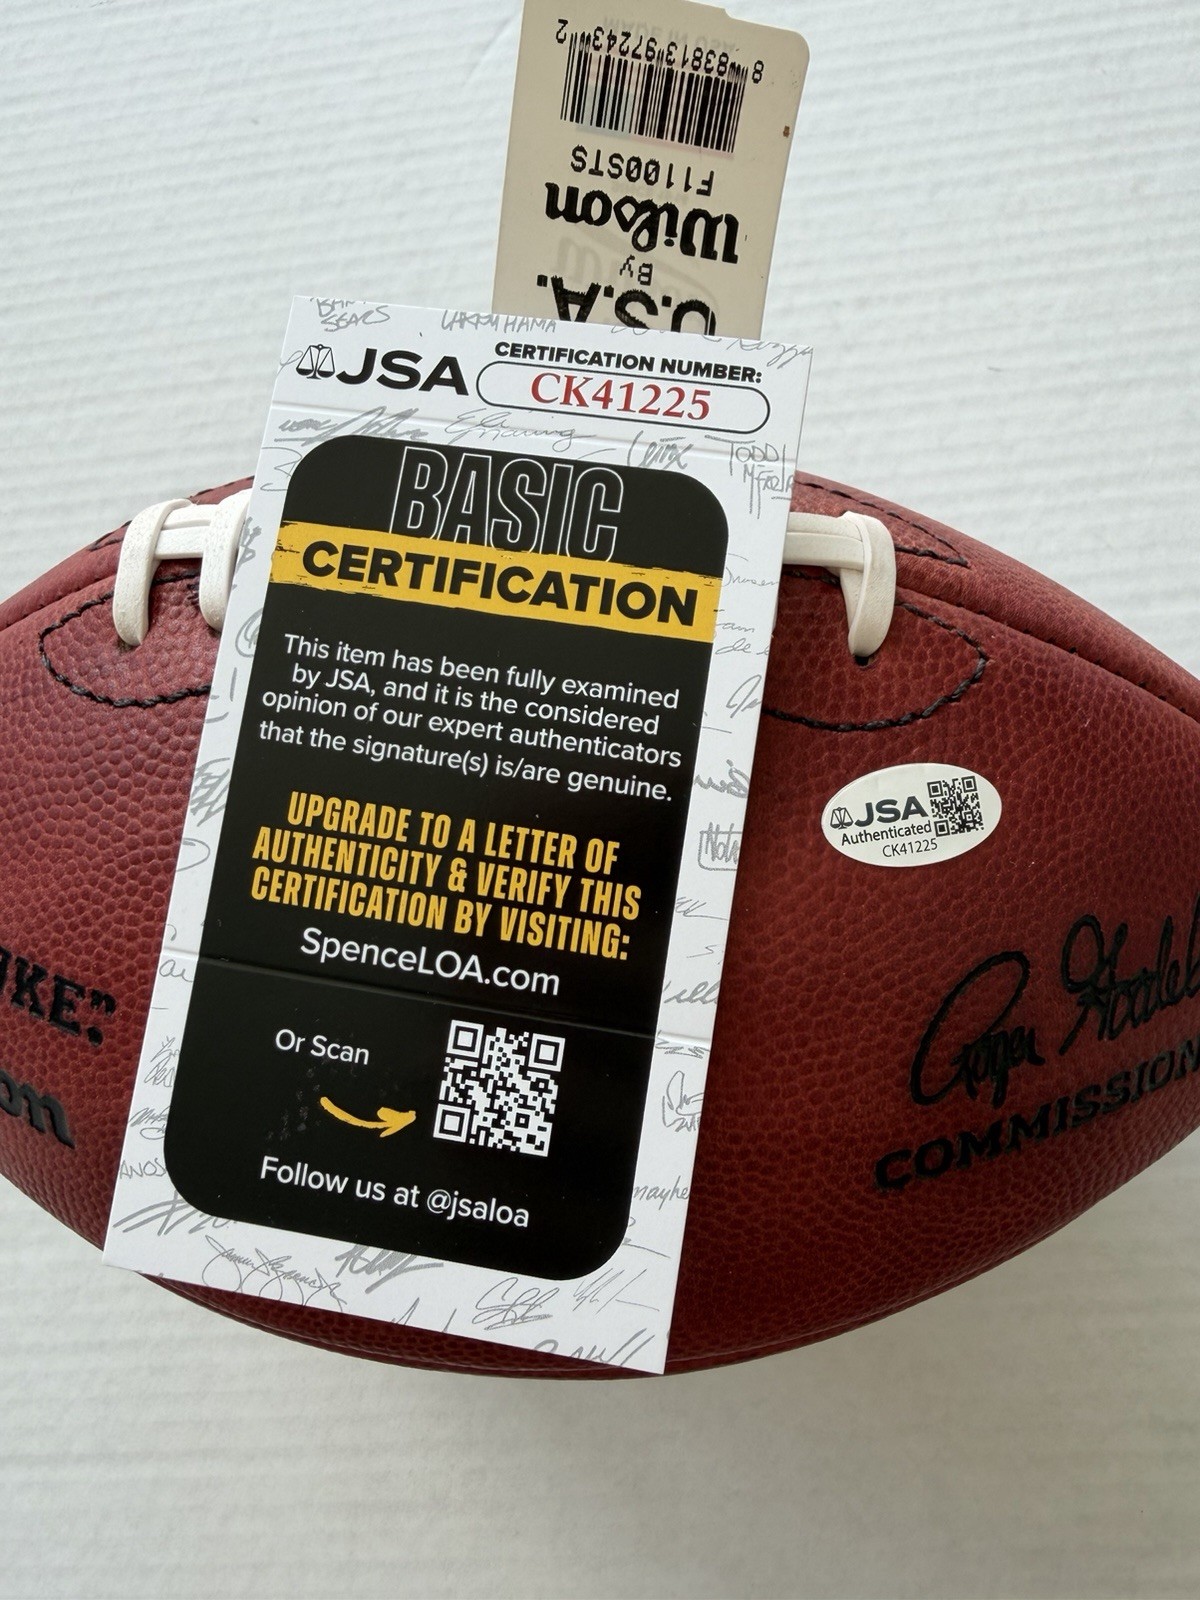 8 83813 97243 2
F1100STS
Wilson
By
U.S.A.
JSA
CERTIFICATION NUMBER:
CK41225
BASIC
CERTIFICATION
This item has been fully examined
by JSA, and it is the considered
opinion of our expert authenticators
that the signature(s) is/are genuine.
UPGRADE TO A LETTER OF
AUTHENTICITY & VERIFY THIS
CERTIFICATION BY VISITING:
SpenceLOA.com
Or Scan
Follow us at @jsaloa
JSA
Authenticated
CK41225
Roger Goodel
COMMISSION